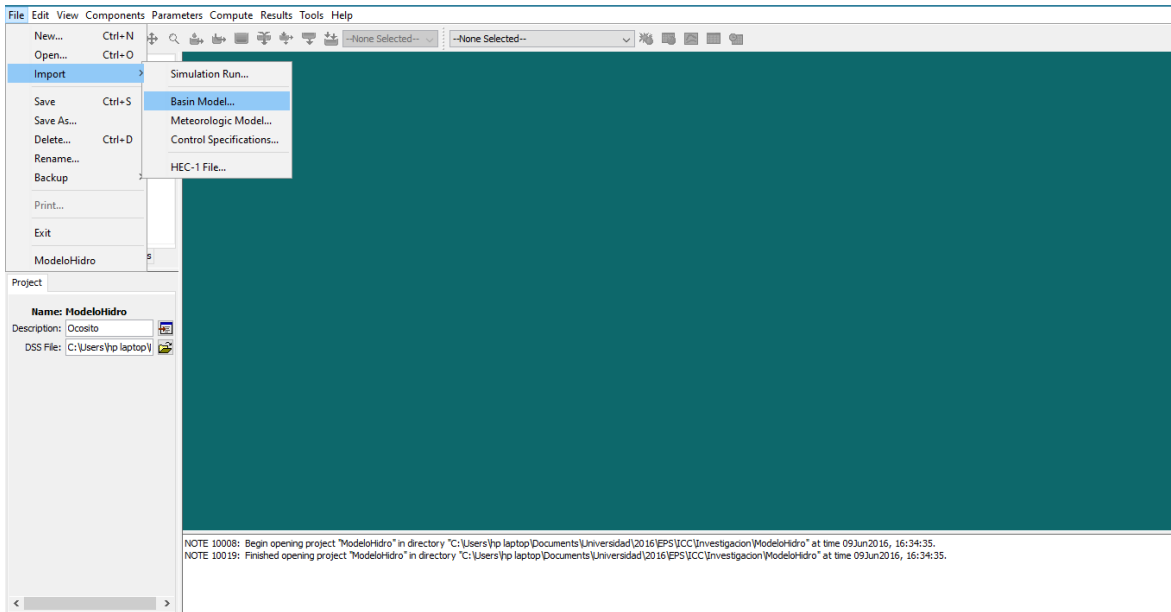 File Edit View Components Parameters Compute Results Tools Help
New... Ctrl+N
Open... Ctrl+O
Import
Save Ctrl+S
Save As...
Delete... Ctrl+D
Rename...
Backup
Print...
Exit
ModeloHidro
Simulation Run...
Basin Model...
Meteorologic Model...
Control Specifications...
HEC-1 File...
--None Selected-- --None Selected--
s
Project
Name: ModeloHidro
Description: Ocosito
DSS File: C:\Users\hp laptop\
NOTE 10008: Begin opening project "ModeloHidro" in directory "C:\Users\hp laptop\Documents\Universidad\2016\EPS\ICC\Investigacion\ModeloHidro" at time 09Jun2016, 16:34:35.
NOTE 10019: Finished opening project "ModeloHidro" in directory "C:\Users\hp laptop\Documents\Universidad\2016\EPS\ICC\Investigacion\ModeloHidro" at time 09Jun2016, 16:34:35.